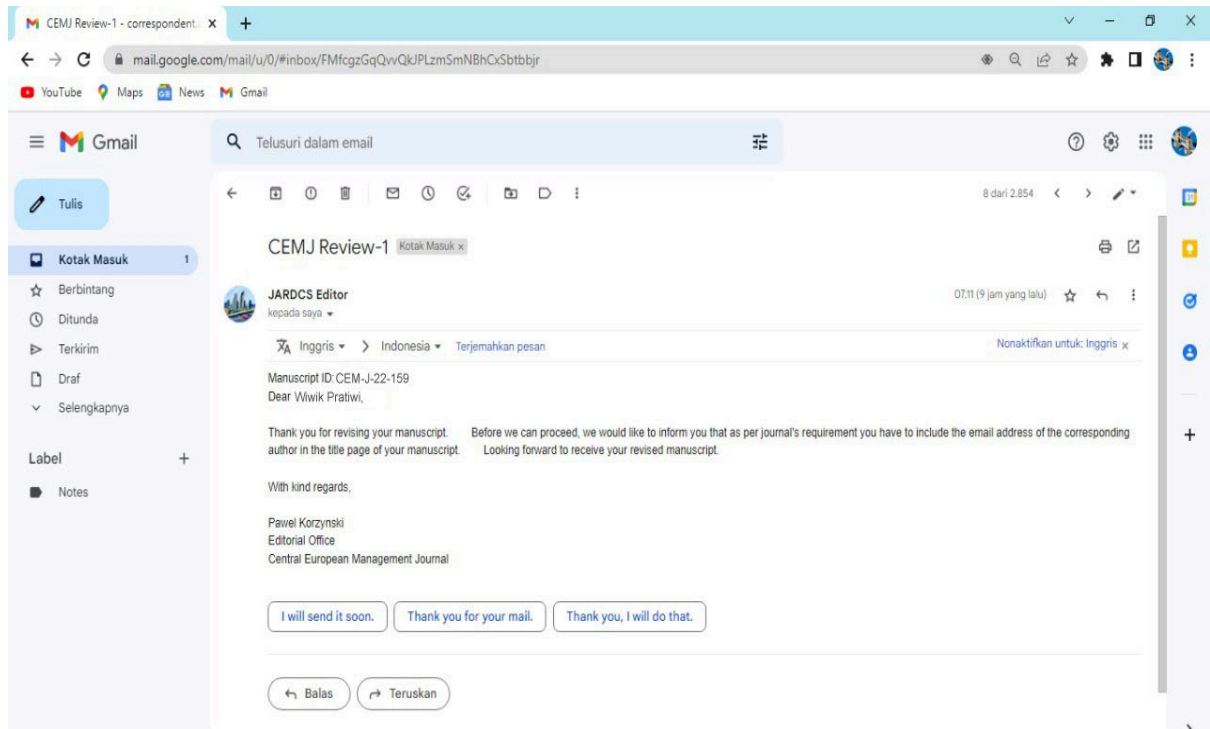 CEMJ Review-1 - correspondent.
mail.google.com/mail/u/0/#inbox/FMfcgzGqQvvQkJPLzmSmNBhCxSbtbbjr
YouTube Maps News Gmail
Gmail
Telusuri dalam email
Tulis
8 dari 2.854
Kotak Masuk 1
Berbintang
Ditunda
Terkirim
Draf
Selengkapnya
Label
Notes
CEMJ Review-1 Kotak Masuk x
JARDCS Editor
07.11 (9 jam yang lalu)
kepada saya
Inggris > Indonesia Terjemahkan pesan
Nonaktifkan untuk: Inggris x
Manuscript ID: CEM-J-22-159
Dear Wiwik Pratiwi,
Thank you for revising your manuscript. Before we can proceed, we would like to inform you that as per journal's requirement you have to include the email address of the corresponding
author in the title page of your manuscript. Looking forward to receive your revised manuscript.
With kind regards,
Pawel Korzynski
Editorial Office
Central European Management Journal
I will send it soon. Thank you for your mail. Thank you, I will do that.
Balas Teruskan